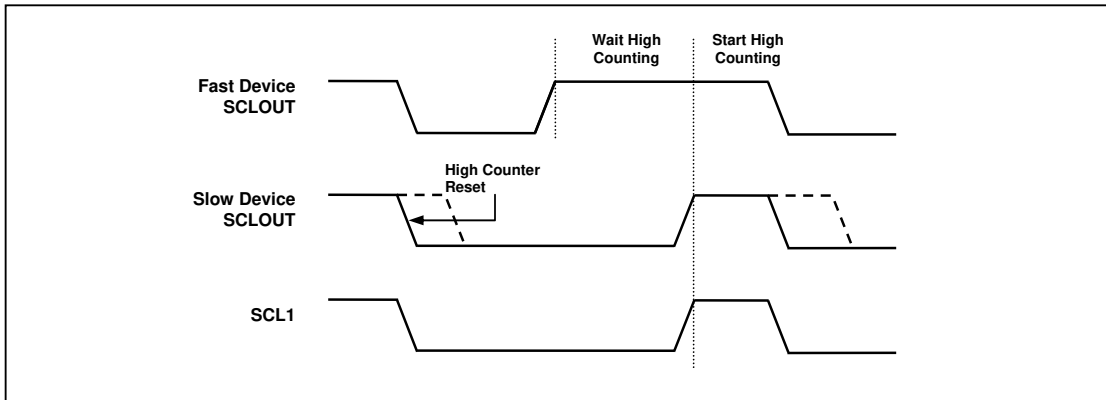 Wait High
Counting
Start High
Counting
Fast Device
SCLOUT
High Counter
Reset
Slow Device
SCLOUT
SCL1